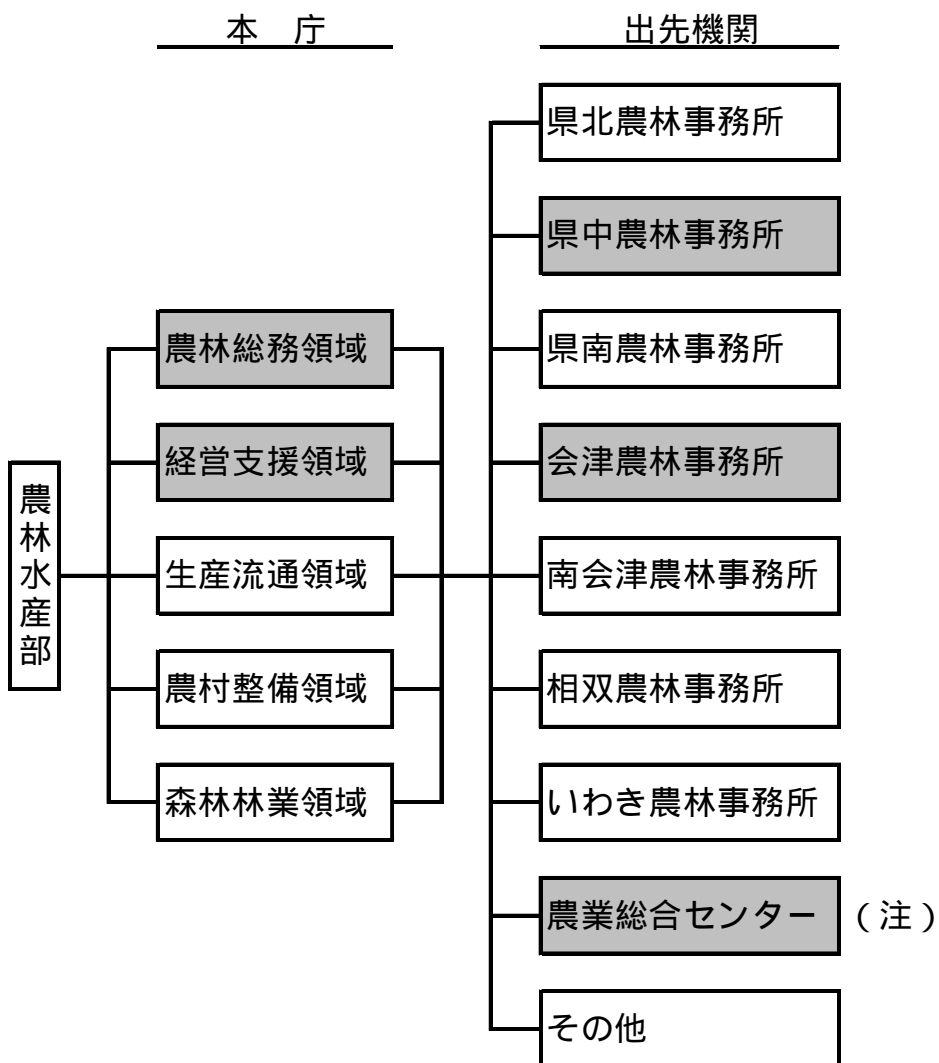 本　庁
出先機関
農林水産部
農林総務領域
経営支援領域
生産流通領域
農村整備領域
森林林業領域
県北農林事務所
県中農林事務所
県南農林事務所
会津農林事務所
南会津農林事務所
相双農林事務所
いわき農林事務所
農業総合センター （注）
その他